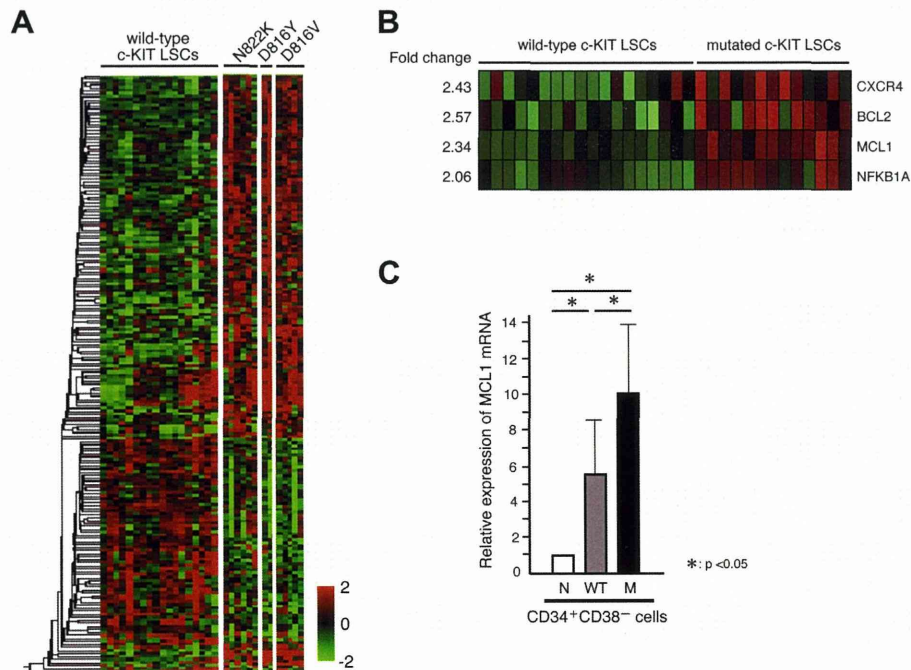 A
wild-type
c-KIT LSCs
N822K
D816Y
D816V
2
0
-2
B
Fold change
wild-type c-KIT LSCs
mutated c-KIT LSCs
2.43
CXCR4
2.57
BCL2
2.34
MCL1
2.06
NFKB1A
C
Relative expression of MCL1 mRNA
14
12
10
8
6
4
2
1
0
*
*
*
N
WT
M
CD34+CD38− cells
*: p <0.05